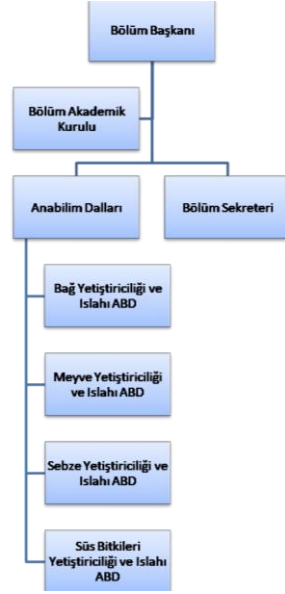 Bölüm Başkanı
Bölüm Akademik
Kurulu
Anabilim Dalları
Bölüm Sekreteri
Bağ Yetiştiriciliği ve
Islahı ABD
Meyve Yetiştiriciliği
ve Islahı ABD
Sebze Yetiştiriciliği ve
Islahı ABD
Süs Bitkileri
Yetiştiriciliği ve Islahı
ABD